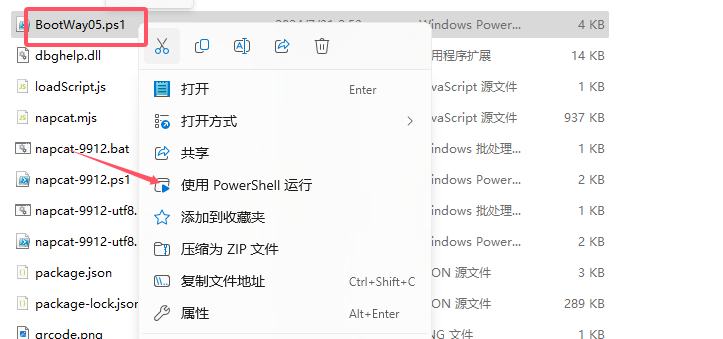 BootWay05.ps1 Windows Power... 4 KB
dbghelp.dll 用程序扩展 14 KB
loadScript.js vaScript 源文件 1 KB
napcat.mjs vaScript 源文件 937 KB
napcat-9912.bat Windows 批处理... 1 KB
napcat-9912.ps1 Windows Power... 2 KB
napcat-9912-utf8. Windows 批处理... 1 KB
napcat-9912-utf8. Windows Power... 2 KB
package.json ON 源文件 3 KB
package-lock.json ON 源文件 289 KB
qrcode.png NG 文件 2 KB
打开 Enter
打开方式
共享
使用 PowerShell 运行
添加到收藏夹
压缩为 ZIP 文件
复制文件地址 Ctrl+Shift+C
属性 Alt+Enter